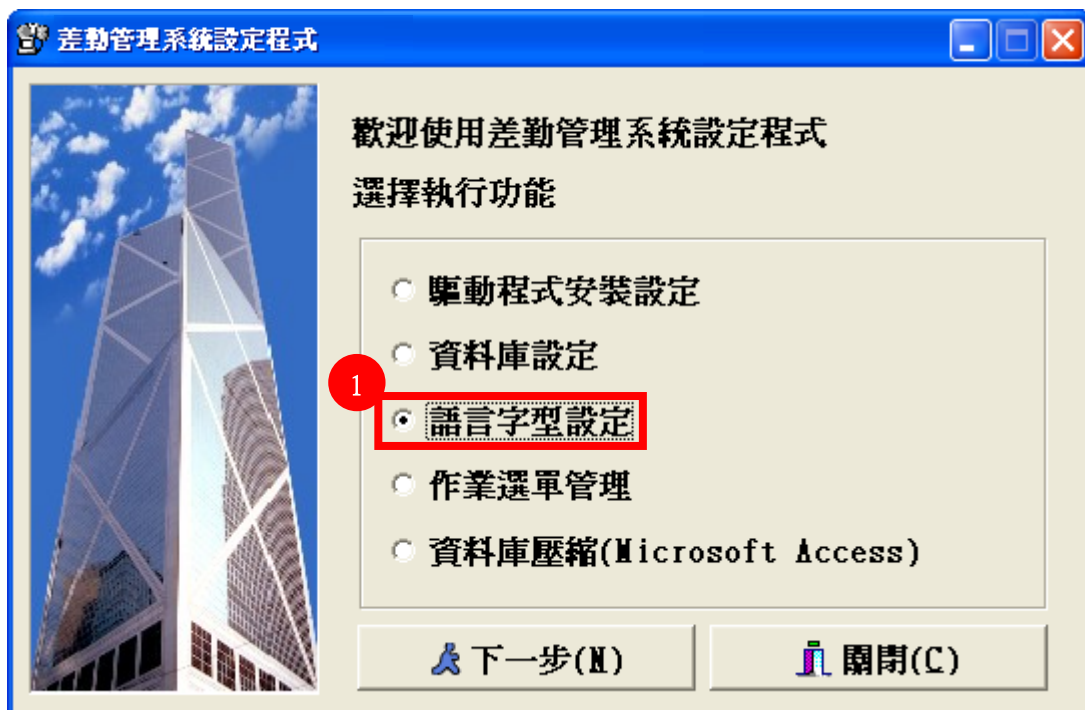 差勤管理系統設定程式
歡迎使用差勤管理系統設定程式
選擇執行功能
驅動程式安裝設定
資料庫設定
1
語言字型設定
作業選單管理
資料庫壓縮(Microsoft Access)
下一步(N)
關閉(C)